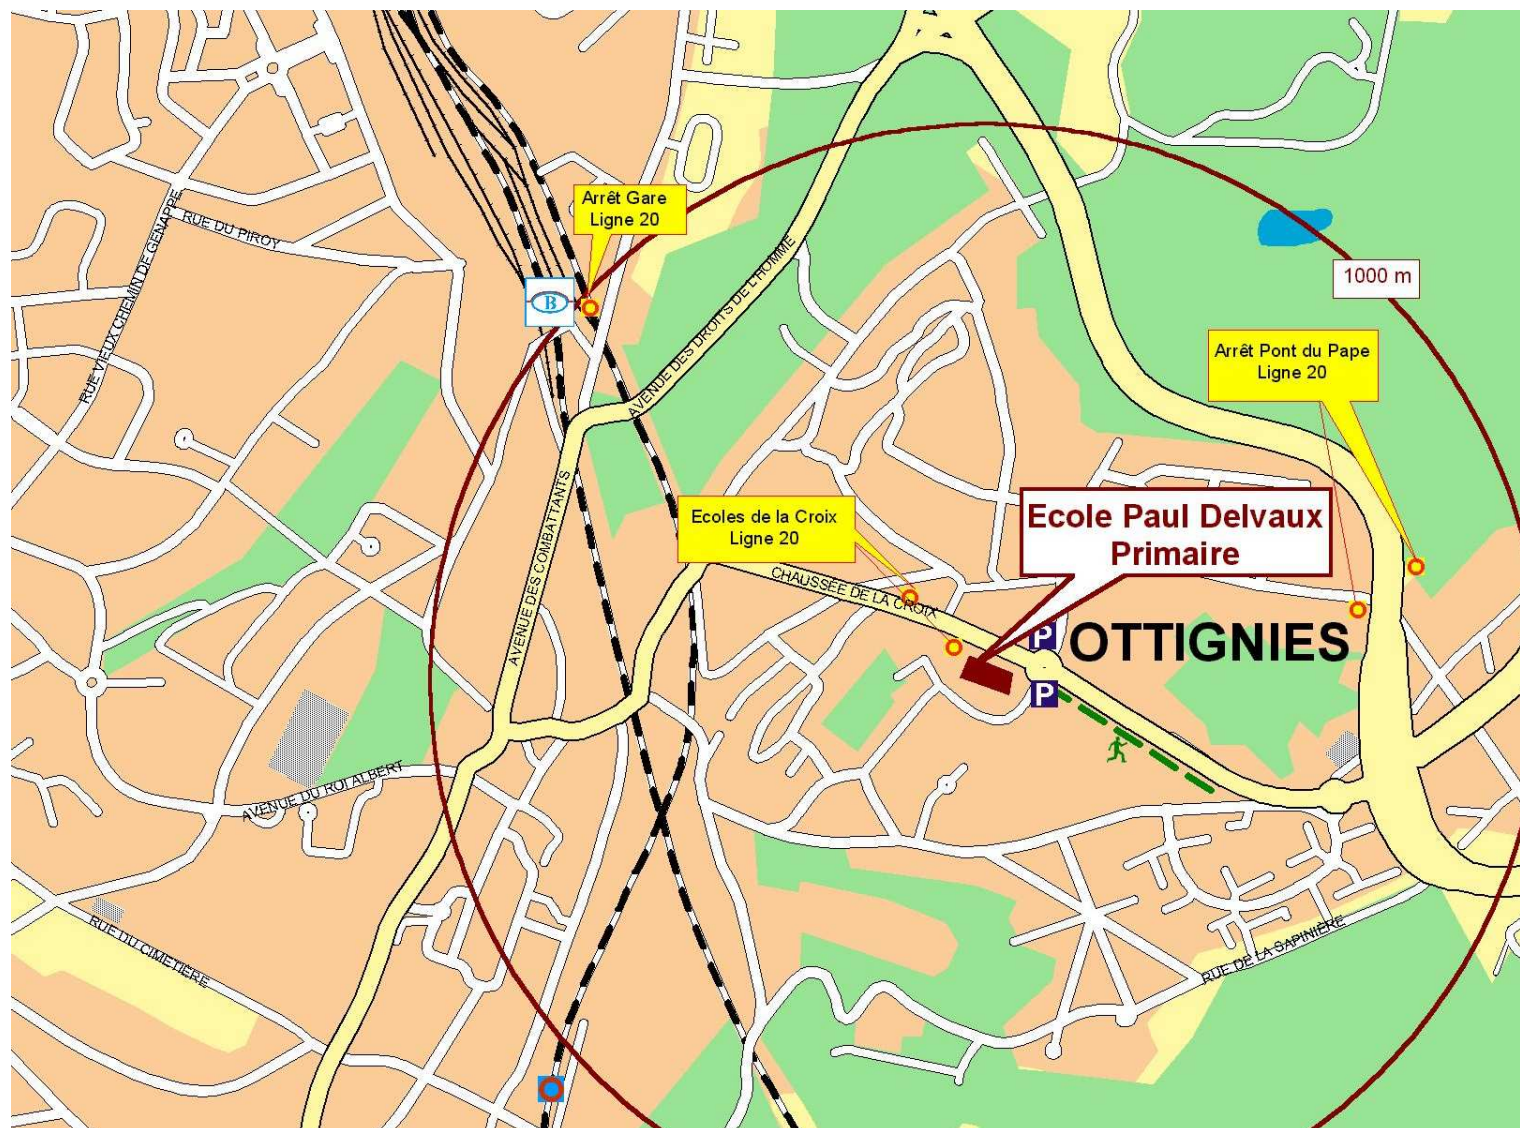 Arrêt Gare
Ligne 20
RUE DU PIROY
RUE VIEUX CHEMIN DE GENAPPE
B
AVENUE DES DROITS DE L'HOMME
1000 m
Arrêt Pont du Pape
Ligne 20
Ecoles de la Croix
Ligne 20
Ecole Paul Delvaux
Primaire
AVENUE DES COMBATTANTS
CHAUSSÉE DE LA CROIX
P
OTTIGNIES
P
AVENUE DU ROI ALBERT
RUE DU CIMETIÈRE
RUE DE LA SAPINIÈRE